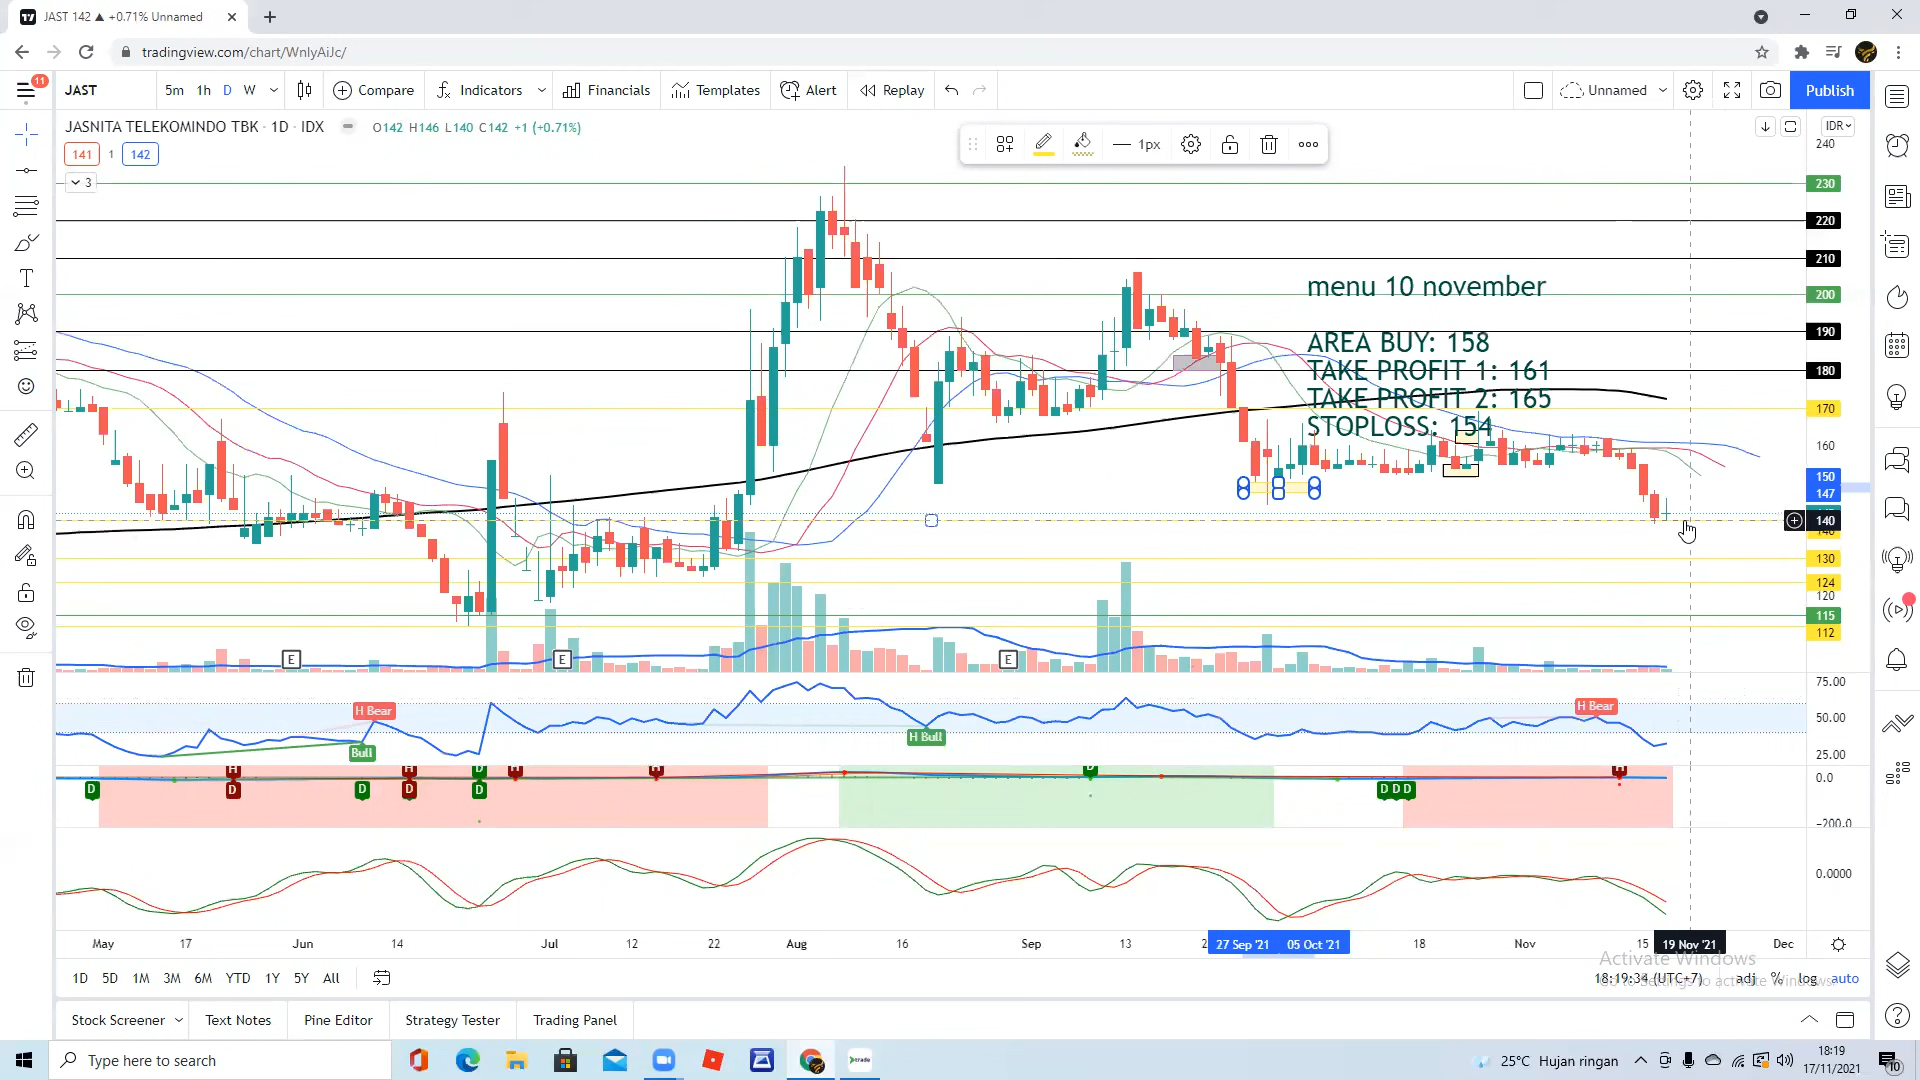 JAST 142 ▲ +0.71% Unnamed
tradingview.com/chart/WnlyAiJc/
11
JAST
5m 1h D W
Compare
Indicators
Financials
Templates
Alert
Replay
Unnamed
Publish
JASNITA TELEKOMINDO TBK · 1D · IDX
O142 H146 L140 C142 +1 (+0.71%)
141 1 142
3
1px
IDR
240
230
220
210
200
190
180
170
160
150
147
140
130
124
120
115
112
menu 10 november
AREA BUY: 158
TAKE PROFIT 1: 161
TAKE PROFIT 2: 165
STOPLOSS: 154
E E E
75.00
50.00
25.00
H Bear
Bull
H Bull
H Bear
0.0
-200.0
H H D H H D H
D D D D D D D D
0.0000
May 17 Jun 14 Jul 12 22 Aug 16 Sep 13 27 Sep '21 05 Oct '21 18 Nov 15 19 Nov '21 Dec
Activate Windows
Go to Settings to activate Windows.
1D 5D 1M 3M 6M YTD 1Y 5Y All
18:19:34 (UTC+7) adj % log auto
Stock Screener Text Notes Pine Editor Strategy Tester Trading Panel
Type here to search
25°C Hujan ringan
18:19
17/11/2021
10